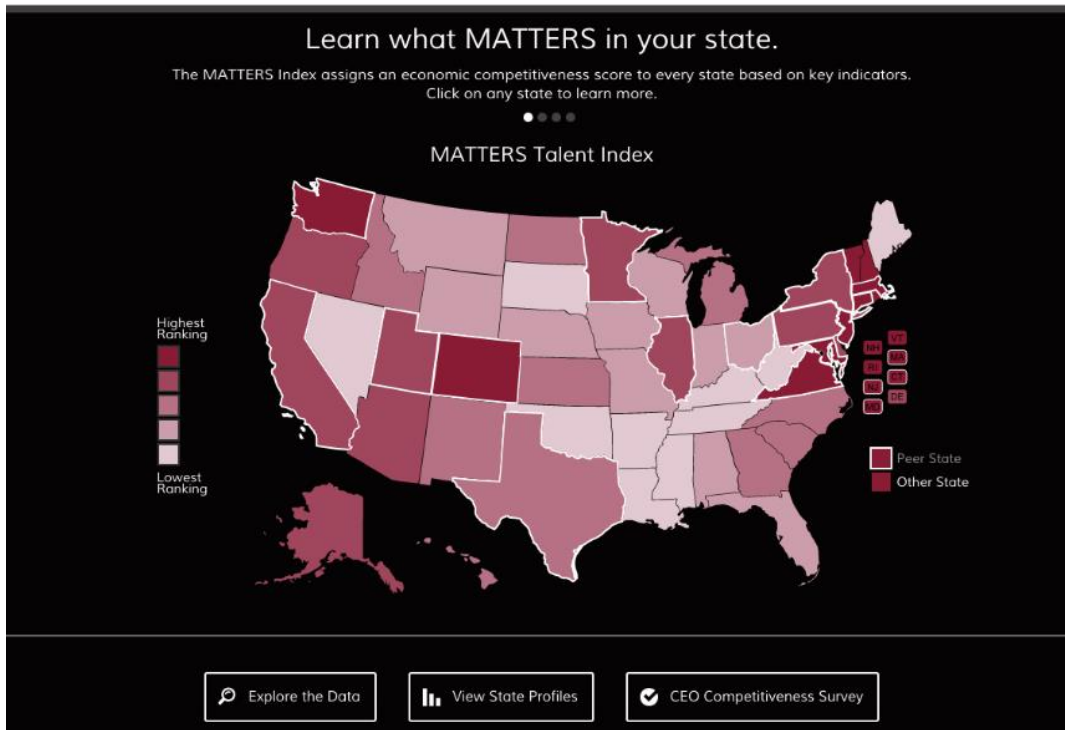 Learn what MATTERS in your state.
The MATTERS Index assigns an economic competitiveness score to every state based on key indicators.
Click on any state to learn more.
MATTERS Talent Index
Highest
Ranking
Lowest
Ranking
VT
NH
MA
RI
CT
NJ
DE
MD
Peer State
Other State
Explore the Data
View State Profiles
CEO Competitiveness Survey